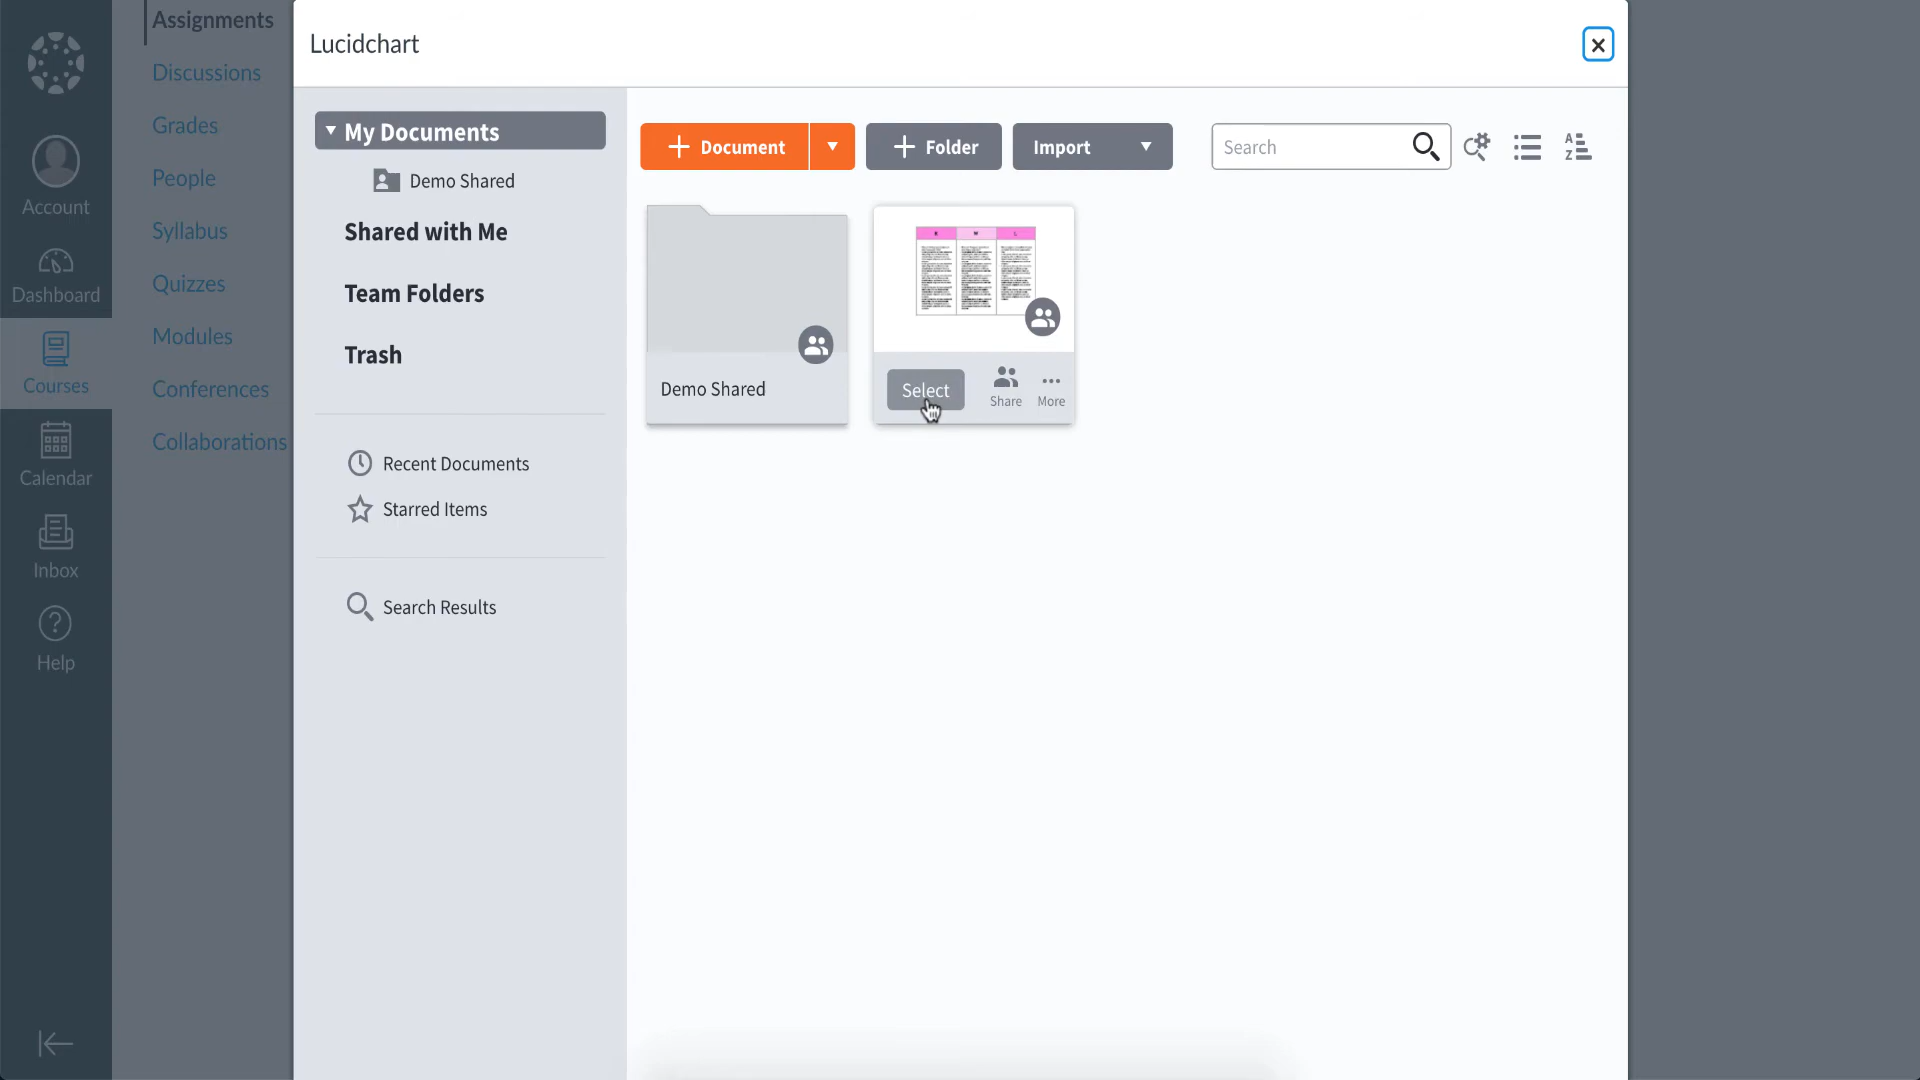 Account
Dashboard
Courses
Calendar
Inbox
Help
Assignments
Discussions
Grades
People
Syllabus
Quizzes
Modules
Conferences
Collaborations
Lucidchart
My Documents
Demo Shared
Shared with Me
Team Folders
Trash
Recent Documents
Starred Items
Search Results
Document
Folder
Import
Search
A
Z
Demo Shared
K W L
Select
Share
More